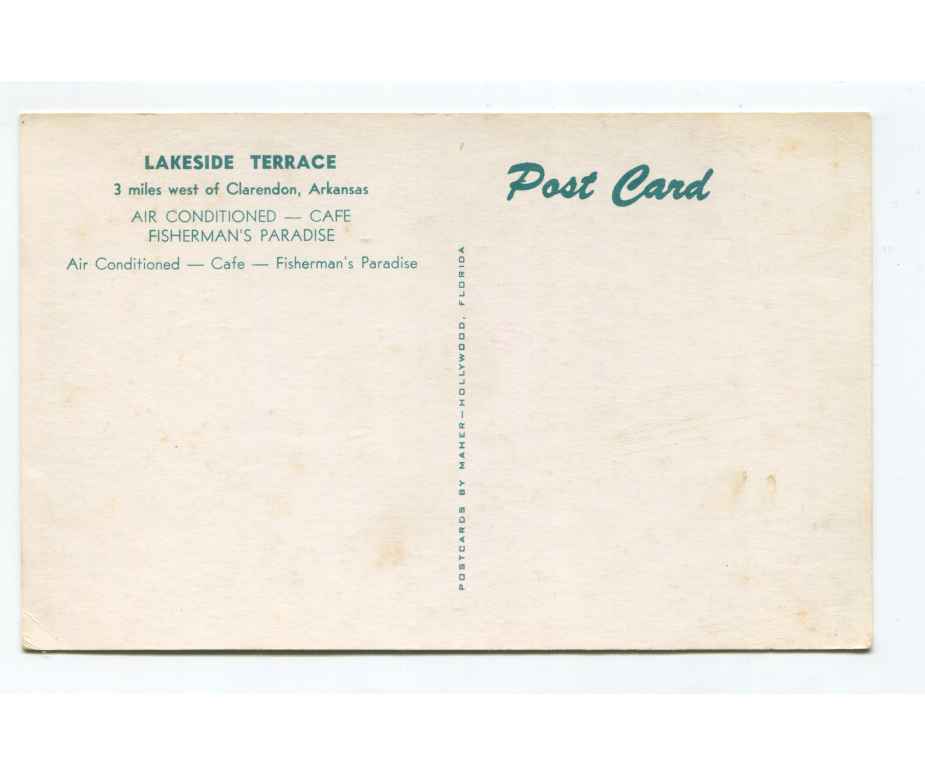 LAKESIDE TERRACE
3 miles west of Clarendon, Arkansas
AIR CONDITIONED — CAFE
FISHERMAN'S PARADISE
Air Conditioned — Cafe — Fisherman's Paradise
POSTCARDS BY MAHER—HOLLYWOOD, FLORIDA
Post Card